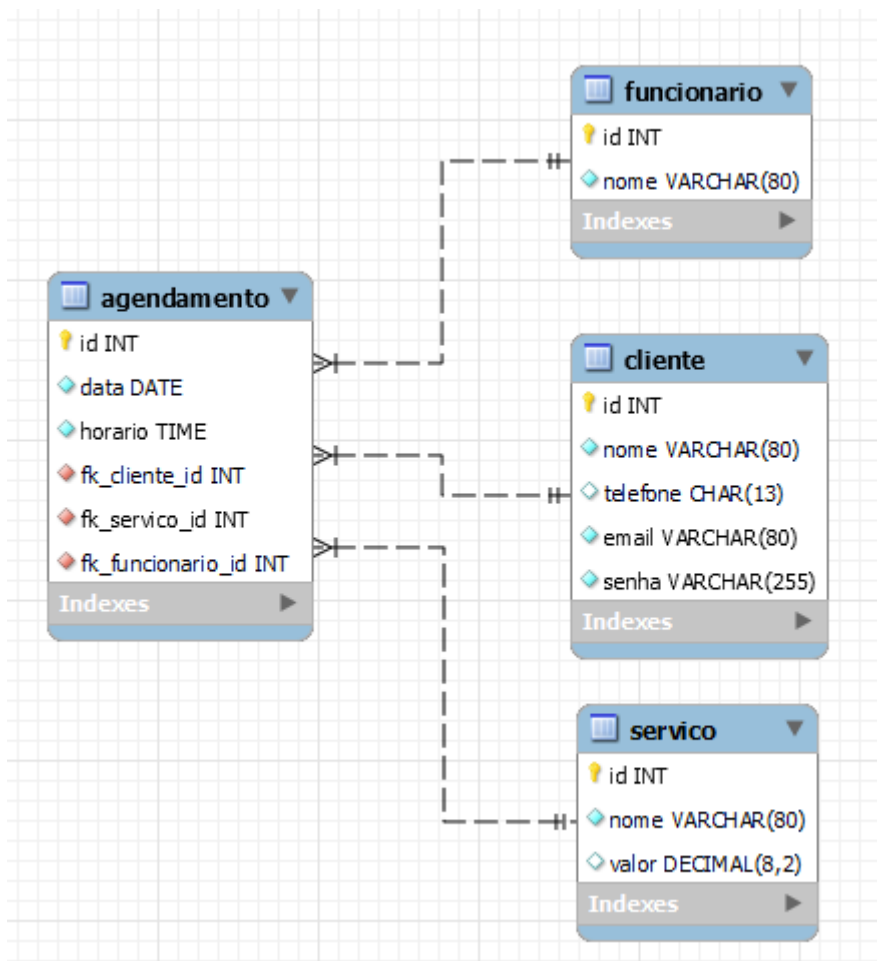 funcionario
id INT
nome VARCHAR(80)
Indexes
agendamento
id INT
data DATE
horario TIME
fk_cliente_id INT
fk_servico_id INT
fk_funcionario_id INT
Indexes
cliente
id INT
nome VARCHAR(80)
telefone CHAR(13)
email VARCHAR(80)
senha VARCHAR(255)
Indexes
servico
id INT
nome VARCHAR(80)
valor DECIMAL(8,2)
Indexes